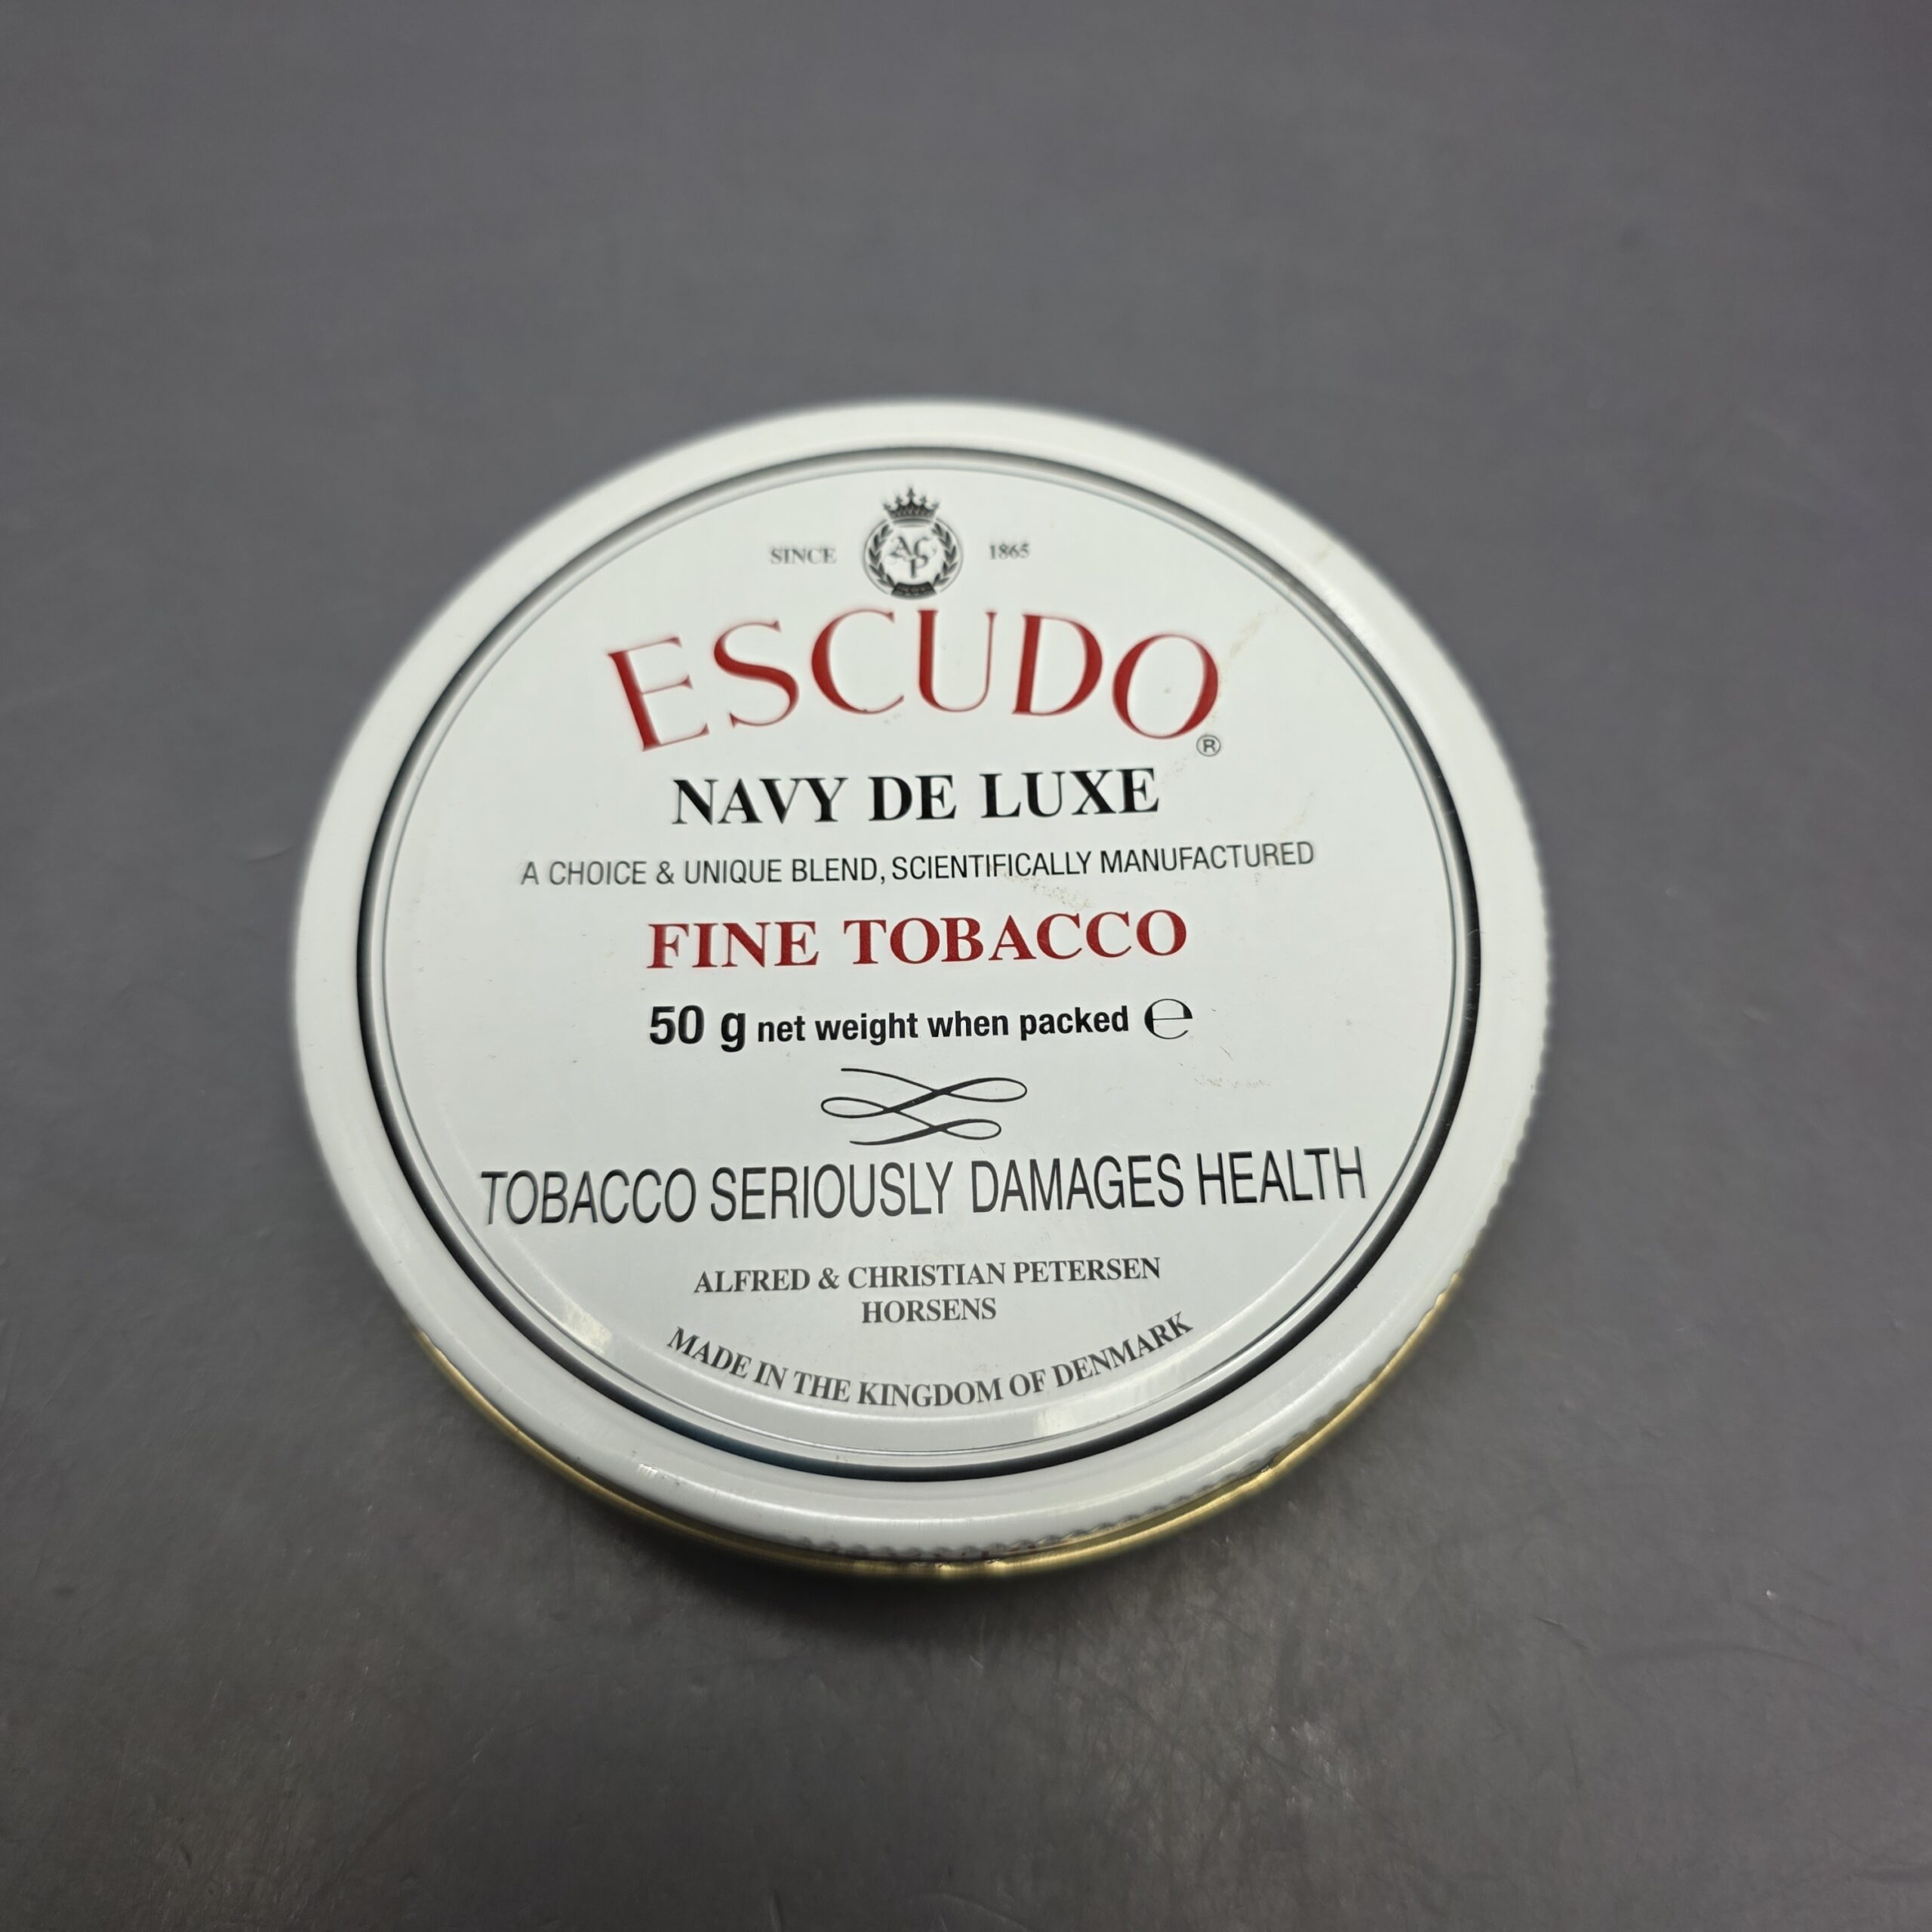 SINCE ACP 1865
ESCUDO®
NAVY DE LUXE
A CHOICE & UNIQUE BLEND, SCIENTIFICALLY MANUFACTURED
FINE TOBACCO
50 g net weight when packed ℮
TOBACCO SERIOUSLY DAMAGES HEALTH
ALFRED & CHRISTIAN PETERSEN
HORSENS
MADE IN THE KINGDOM OF DENMARK